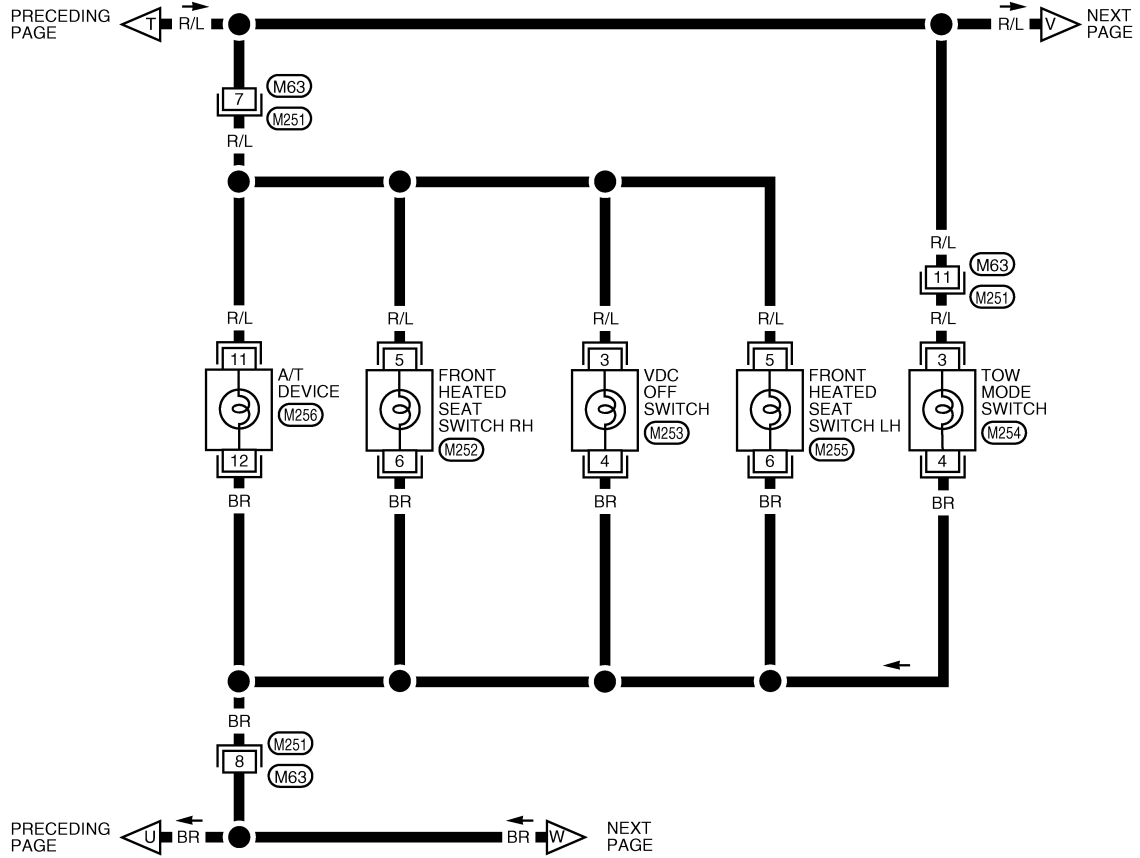 PRECEDING
PAGE
T
R/L
R/L
V
NEXT
PAGE
7
M63
M251
R/L
R/L
11
M63
M251
R/L
R/L
R/L
R/L
R/L
11
A/T
DEVICE
M256
12
5
FRONT
HEATED
SEAT
SWITCH RH
M252
6
3
VDC
OFF
SWITCH
M253
4
5
FRONT
HEATED
SEAT
SWITCH LH
M255
6
3
TOW
MODE
SWITCH
M254
4
BR
BR
BR
BR
BR
BR
8
M251
M63
PRECEDING
PAGE
U
BR
BR
W
NEXT
PAGE